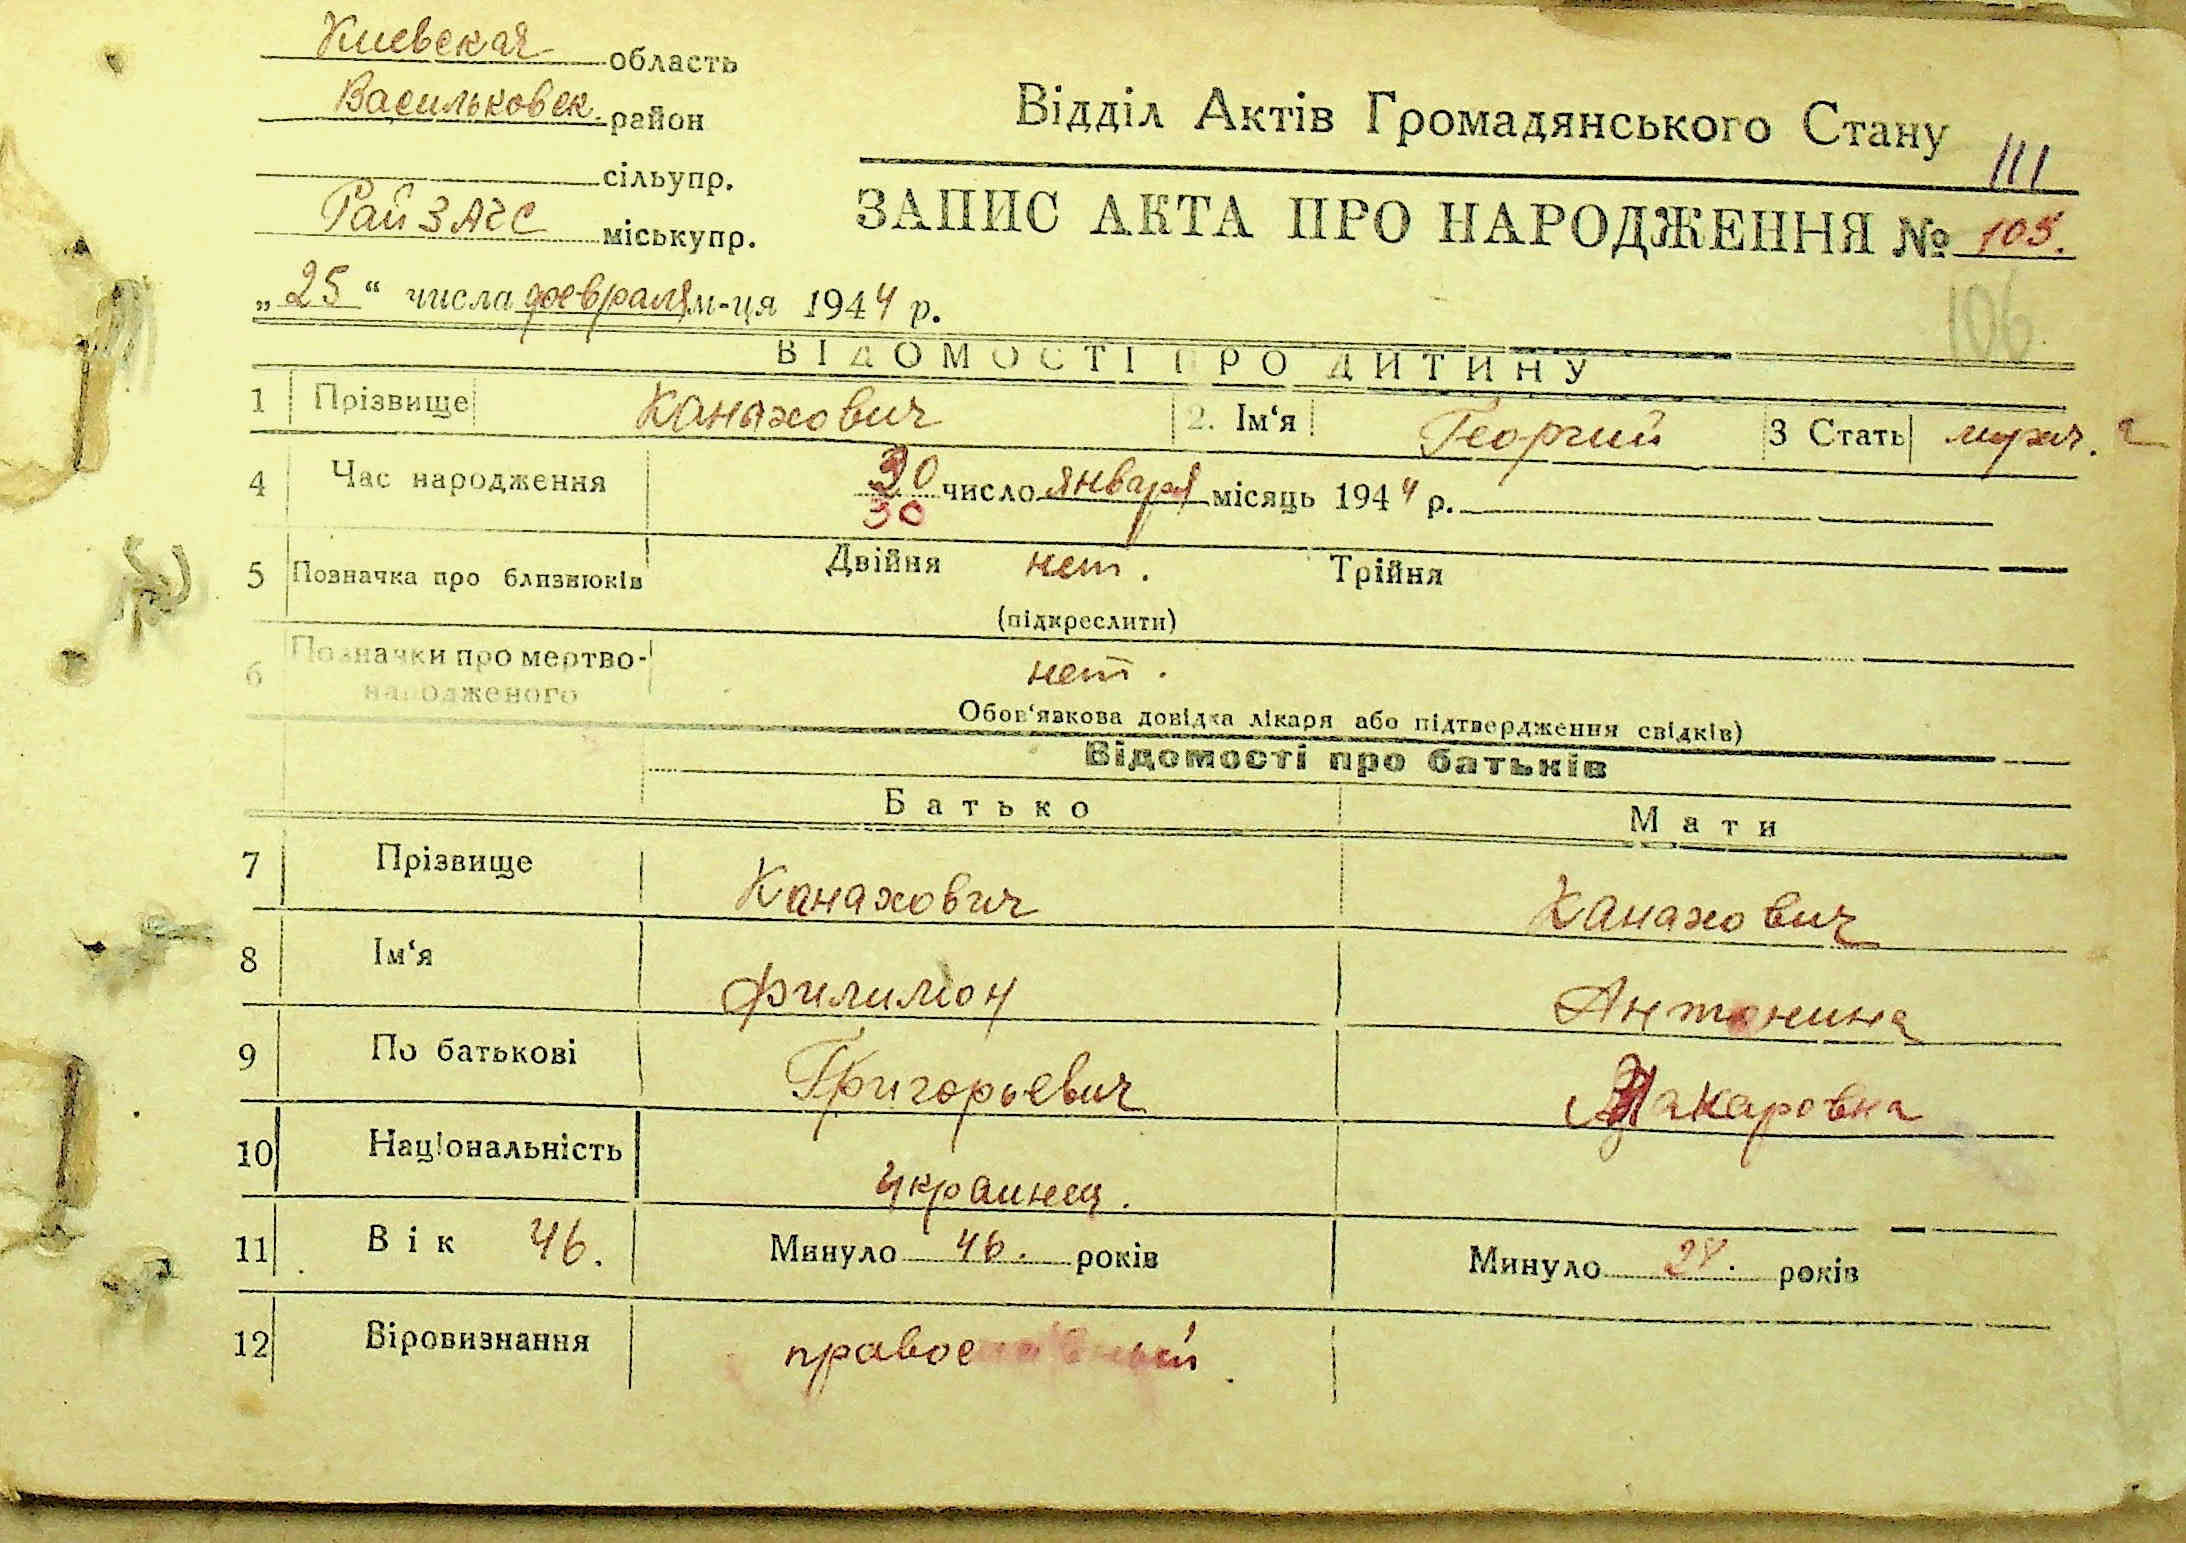 Киевская область
Васильковск. район
сільупр.
РайЗАГС міськупр.
„25“ числа февраля м-ця 1944 р.
Відділ Актів Громадянського Стану
111
ЗАПИС АКТА ПРО НАРОДЖЕННЯ № 105.
106
ВІДОМОСТІ ПРО ДИТИНУ
1 Прізвище Канахович 2. Ім‘я Георгий 3 Стать муж.
4 Час народження 30 число января місяць 1944 р.
30
5 Позначка про близнюків Двійня нет. Трійня
(підкреслити)
6 Позначки про мертво-
народженого нет.
Обов‘язкова довідка лікаря або підтвердження свідків)
Відомості про батьків
Батько Мати
7 Прізвище Канахович Канахович
8 Ім‘я Филимон Антонина
9 По батькові Григорьевич Макаровна
10 Національність украинец.
11 Вік 46. Минуло 46. років Минуло 28. років
12 Віровизнання православный.